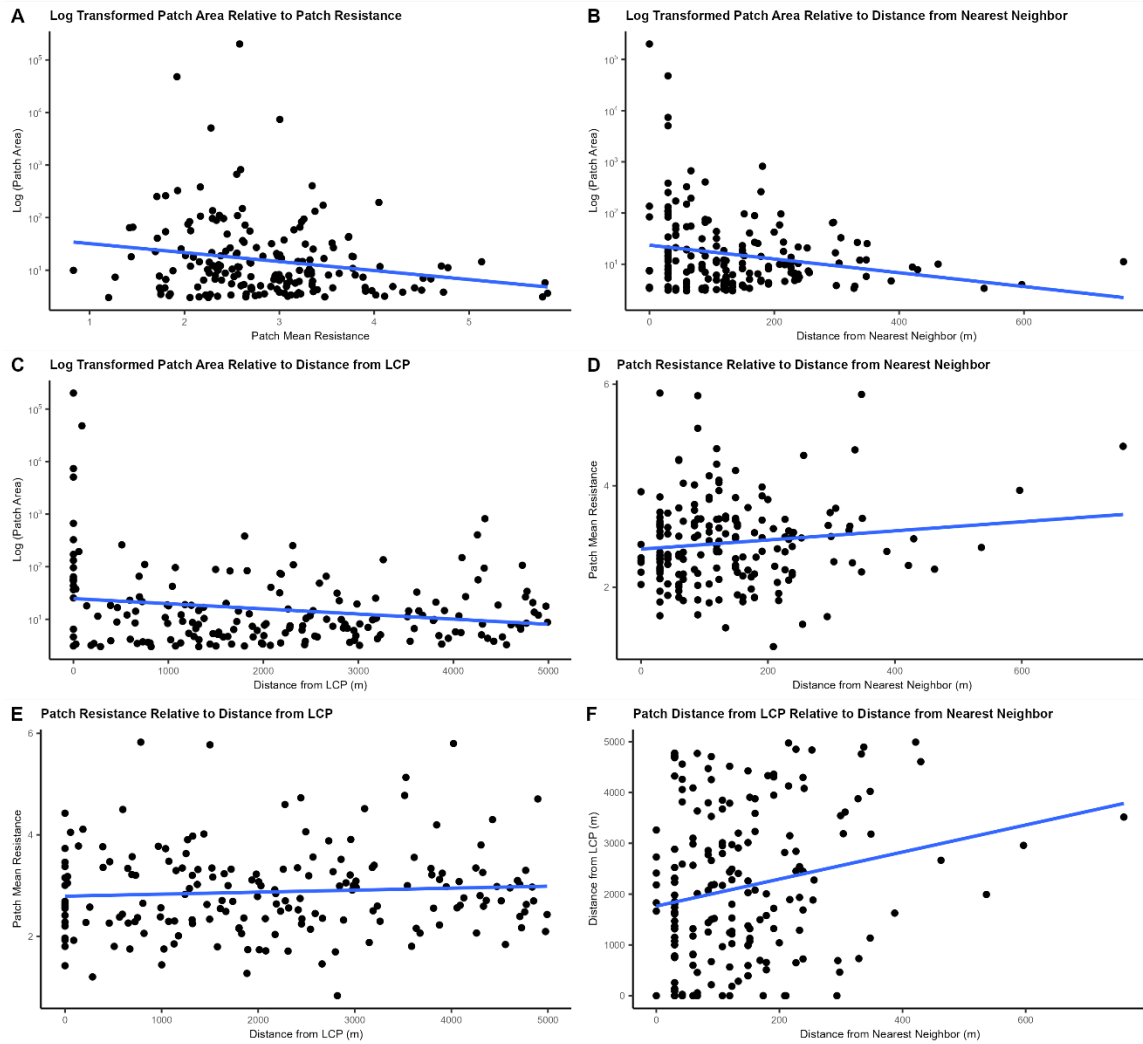 A Log Transformed Patch Area Relative to Patch Resistance
Log (Patch Area)
10⁵
10⁴
10³
10²
10¹
1 2 3 4 5
Patch Mean Resistance
B Log Transformed Patch Area Relative to Distance from Nearest Neighbor
Log (Patch Area)
10⁵
10⁴
10³
10²
10¹
0 200 400 600
Distance from Nearest Neighbor (m)
C Log Transformed Patch Area Relative to Distance from LCP
Log (Patch Area)
10⁵
10⁴
10³
10²
10¹
0 1000 2000 3000 4000 5000
Distance from LCP (m)
D Patch Resistance Relative to Distance from Nearest Neighbor
Patch Mean Resistance
6
4
2
0 200 400 600
Distance from Nearest Neighbor (m)
E Patch Resistance Relative to Distance from LCP
Patch Mean Resistance
6
4
2
0 1000 2000 3000 4000 5000
Distance from LCP (m)
F Patch Distance from LCP Relative to Distance from Nearest Neighbor
Distance from LCP (m)
5000
4000
3000
2000
1000
0
0 200 400 600
Distance from Nearest Neighbor (m)